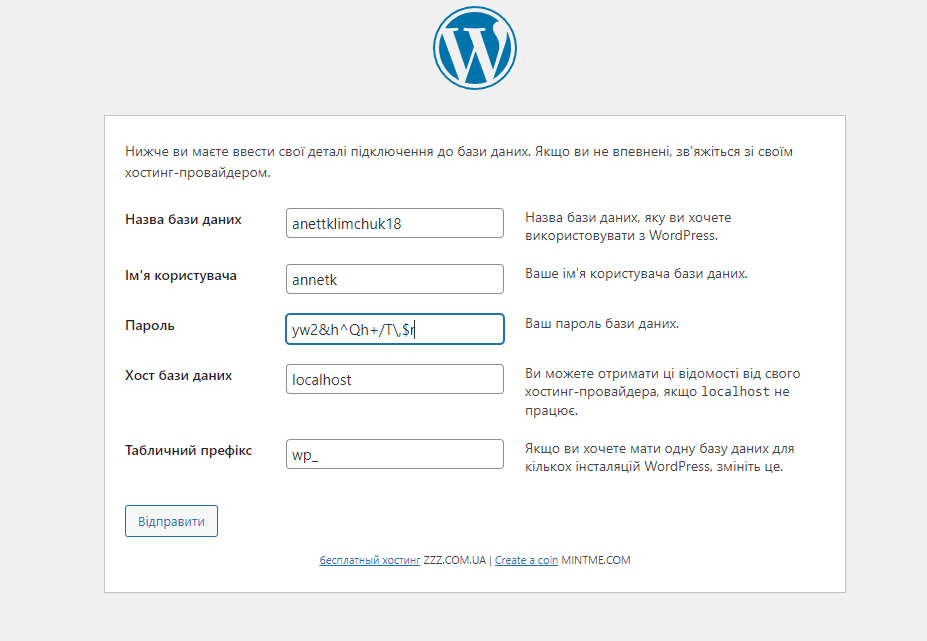 Нижче ви маєте ввести свої деталі підключення до бази даних. Якщо ви не впевнені, зв'яжіться зі своїм
хостинг-провайдером.
Назва бази даних
anettklimchuk18
Назва бази даних, яку ви хочете
використовувати з WordPress.
Ім'я користувача
annetk
Ваше ім’я користувача бази даних.
Пароль
yw2&h^Qh+/T\,$r
Ваш пароль бази даних.
Хост бази даних
localhost
Ви можете отримати ці відомості від свого
хостинг-провайдера, якщо localhost не
працює.
Табличний префікс
wp_
Якщо ви хочете мати одну базу даних для
кількох інсталяцій WordPress, змініть це.
Відправити
бесплатный хостинг ZZZ.COM.UA | Create a coin MINTME.COM